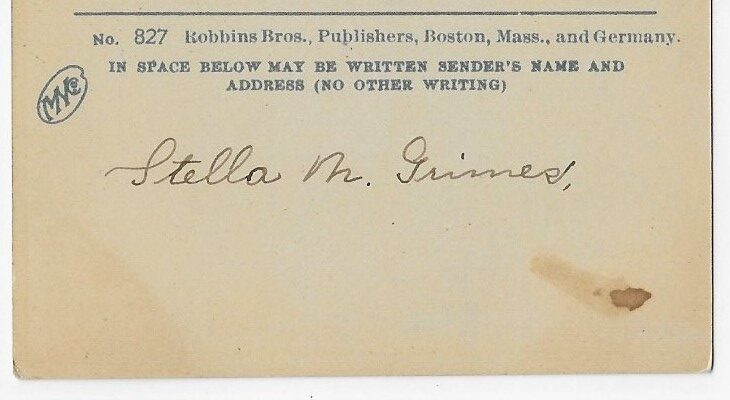 No. 827 Robbins Bros., Publishers, Boston, Mass., and Germany.
IN SPACE BELOW MAY BE WRITTEN SENDER'S NAME AND
ADDRESS (NO OTHER WRITING)
Stella M. Grimes,